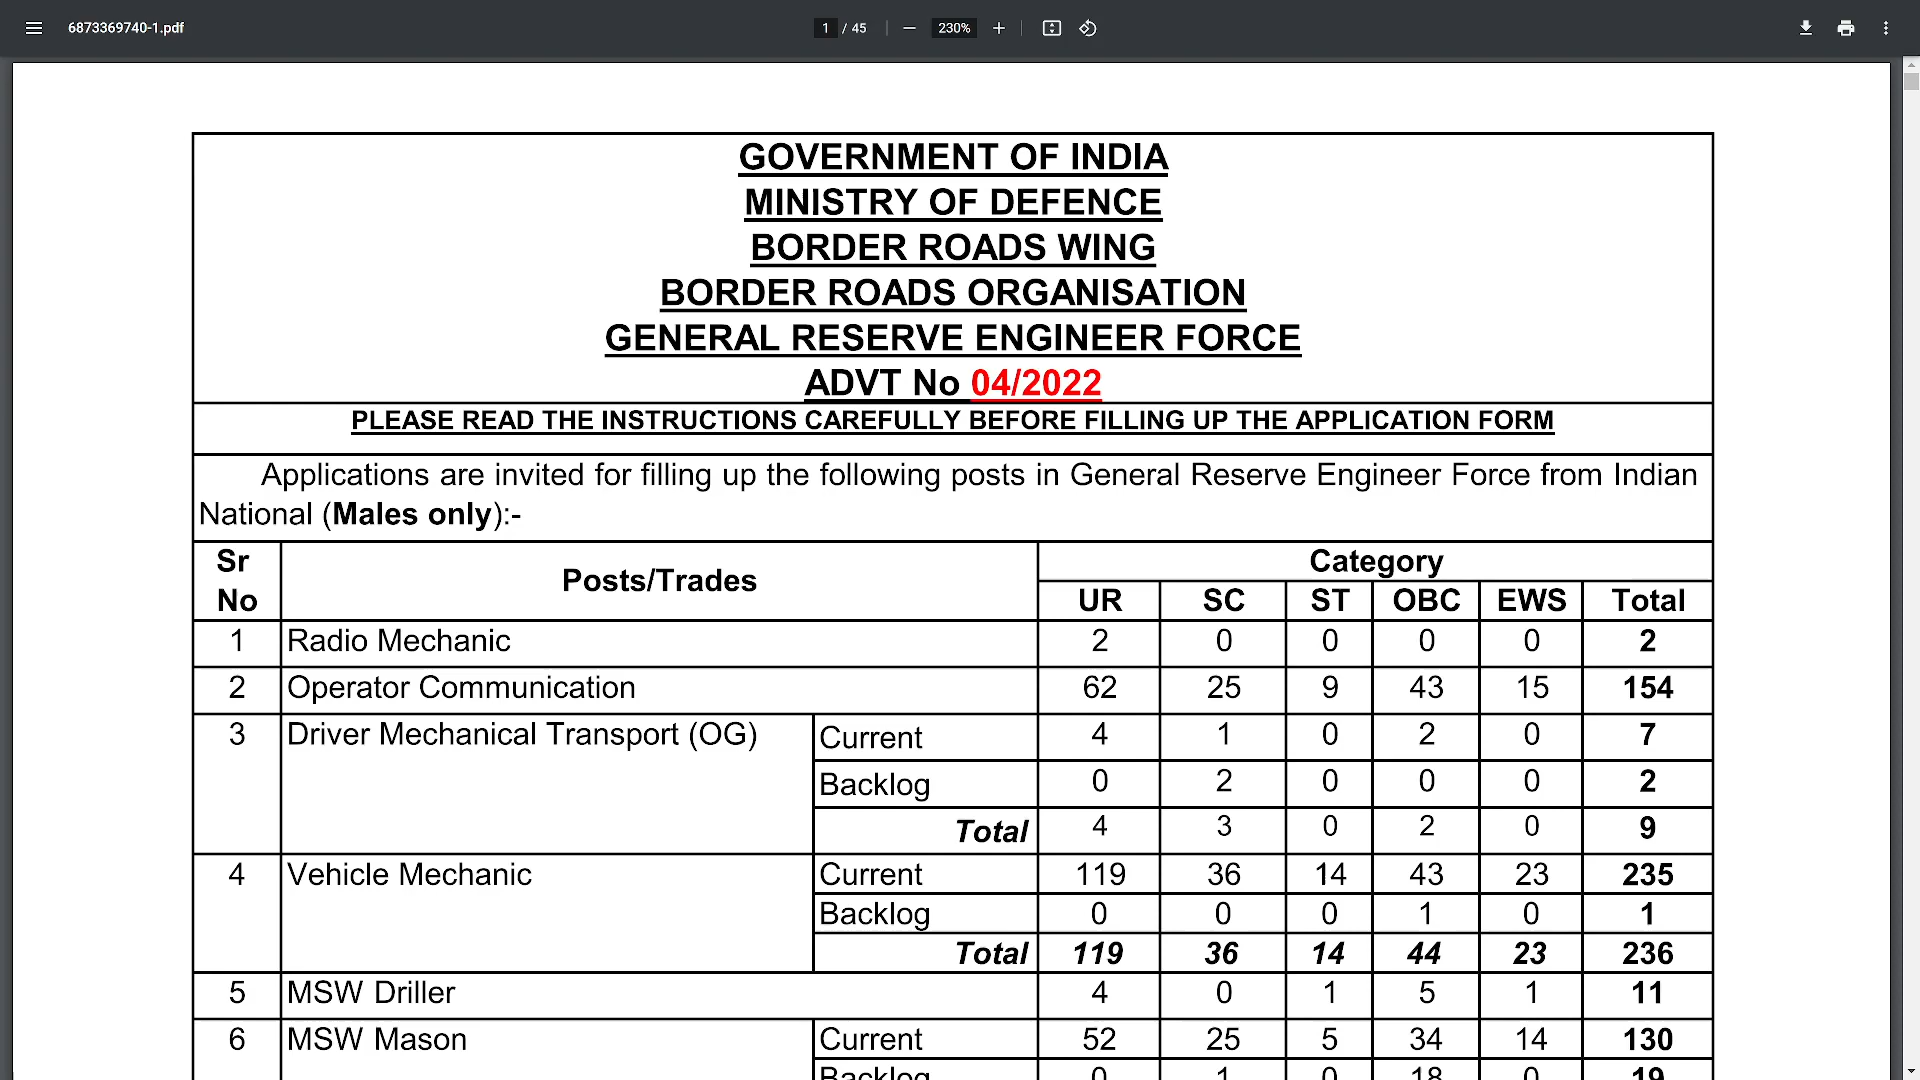 6873369740-1.pdf
1 / 45
230%
GOVERNMENT OF INDIA
MINISTRY OF DEFENCE
BORDER ROADS WING
BORDER ROADS ORGANISATION
GENERAL RESERVE ENGINEER FORCE
ADVT No 04/2022
PLEASE READ THE INSTRUCTIONS CAREFULLY BEFORE FILLING UP THE APPLICATION FORM
Applications are invited for filling up the following posts in General Reserve Engineer Force from Indian
National (Males only):-
Sr No Posts/Trades Category
UR SC ST OBC EWS Total
1 Radio Mechanic 2 0 0 0 0 2
2 Operator Communication 62 25 9 43 15 154
3 Driver Mechanical Transport (OG) Current 4 1 0 2 0 7
Backlog 0 2 0 0 0 2
Total 4 3 0 2 0 9
4 Vehicle Mechanic Current 119 36 14 43 23 235
Backlog 0 0 0 1 0 1
Total 119 36 14 44 23 236
5 MSW Driller 4 0 1 5 1 11
6 MSW Mason Current 52 25 5 34 14 130
Backlog 0 1 0 18 0 19